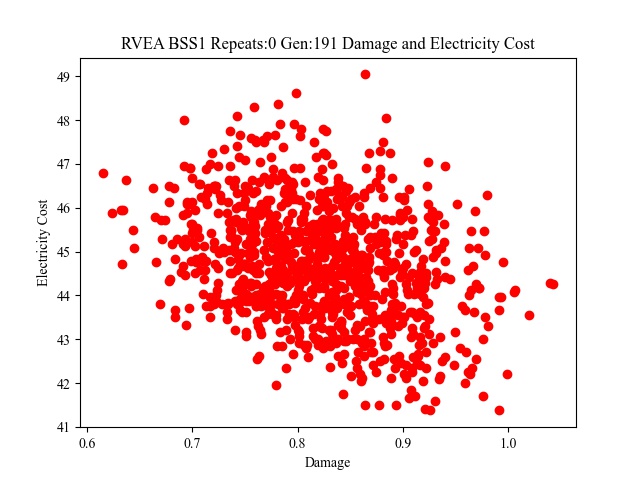 RVEA BSS1 Repeats:0 Gen:191 Damage and Electricity Cost
49
48
47
46
45
44
43
42
41
Electricity Cost
0.6 0.7 0.8 0.9 1.0
Damage